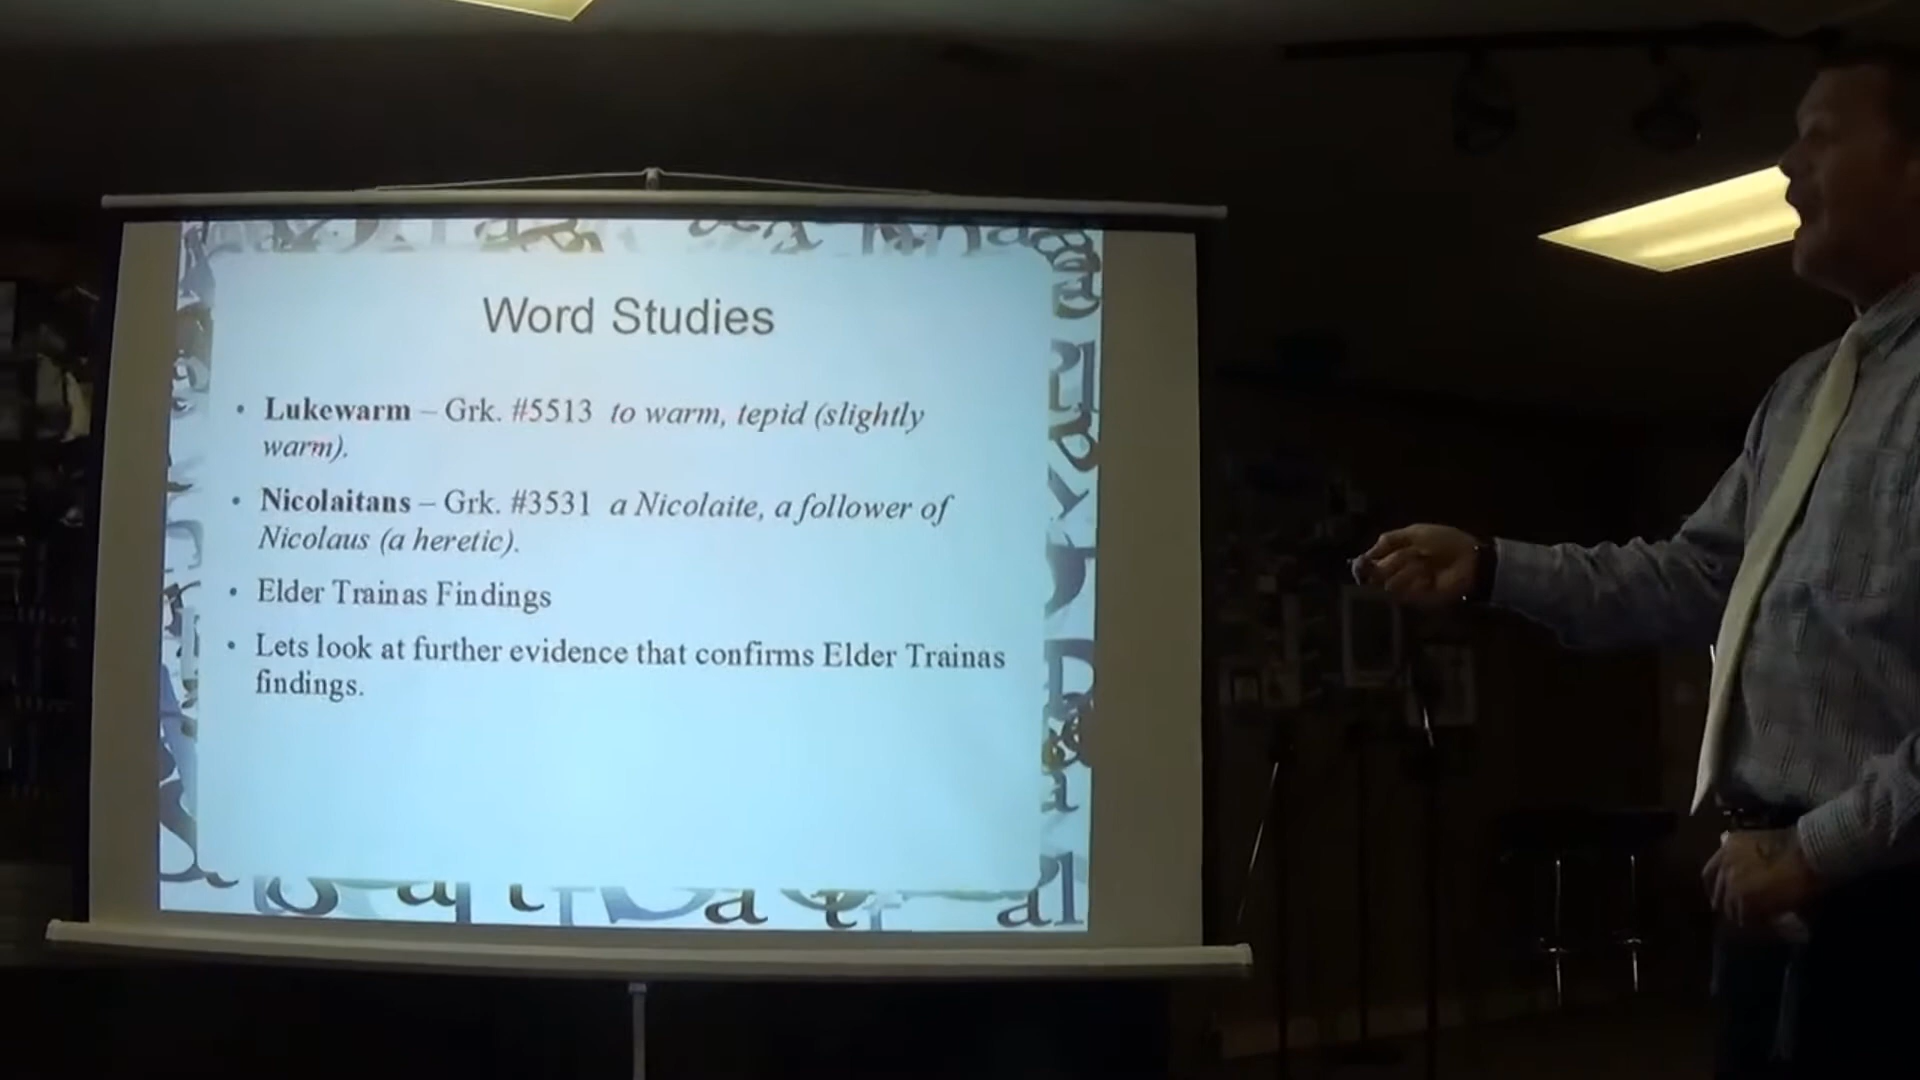 Word Studies
• Lukewarm – Grk. #5513 to warm, tepid (slightly
warm).
• Nicolaitans – Grk. #3531 a Nicolaite, a follower of
Nicolaus (a heretic).
• Elder Trainas Findings
• Lets look at further evidence that confirms Elder Trainas
findings.